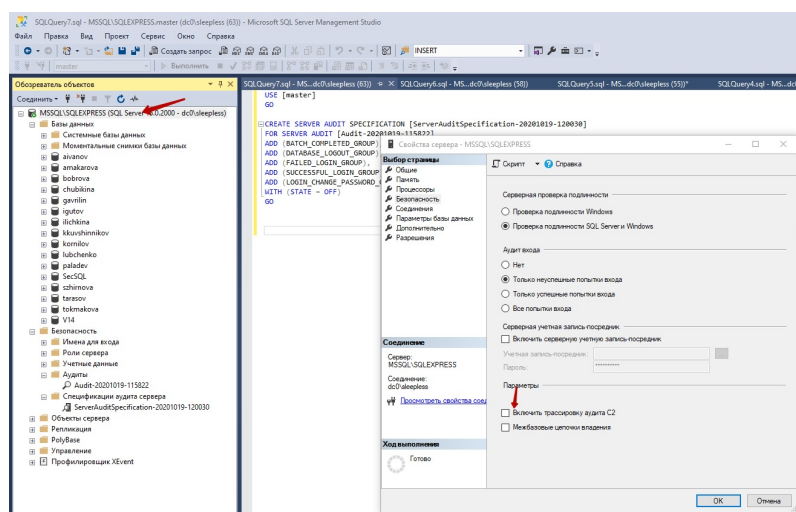 SQLQuery7.sql - MSSQL\SQLEXPRESS.master (dc0\sleepless (63)) - Microsoft SQL Server Management Studio
Файл Правка Вид Проект Сервис Окно Справка
Создать запрос INSERT
master Выполнить
Обозреватель объектов
Соединить
MSSQL\SQLEXPRESS (SQL Server .0.2000 - dc0\sleepless)
Базы данных
Системные базы данных
Моментальные снимки базы данных
aivanov
amakarova
bobrova
chubikina
gavrilin
igutov
ilichkina
kkuvshinnikov
kornilov
lubchenko
paladev
SecSQL
szhirnova
tarasov
tokmakova
V14
Безопасность
Имена для входа
Роли сервера
Учетные данные
Аудиты
Audit-20201019-115822
Спецификации аудита сервера
ServerAuditSpecification-20201019-120030
Объекты сервера
Репликация
PolyBase
Управление
Профилировщик XEvent
SQLQuery7.sql - MS...dc0\sleepless (63)) SQLQuery6.sql - MS...dc0\sleepless (58)) SQLQuery5.sql - MS...dc0\sleepless (55))* SQLQuery4.sql - MS...dc
USE [master]
GO
CREATE SERVER AUDIT SPECIFICATION [ServerAuditSpecification-20201019-120030]
FOR SERVER AUDIT [Audit-20201019-115822]
ADD (BATCH_COMPLETED_GROUP)
ADD (DATABASE_LOGOUT_GROUP)
ADD (FAILED_LOGIN_GROUP),
ADD (SUCCESSFUL_LOGIN_GROUP
ADD (LOGIN_CHANGE_PASSWORD_
WITH (STATE = OFF)
GO
Свойства сервера - MSSQL\SQLEXPRESS
Выбор страницы
Общие
Память
Процессоры
Безопасность
Соединения
Параметры базы данных
Дополнительно
Разрешения
Соединение
Сервер:
MSSQL\SQLEXPRESS
Соединение:
dc0\sleepless
Просмотреть свойства соед
Ход выполнения
Готово
Скрипт Справка
Серверная проверка подлинности
Проверка подлинности Windows
Проверка подлинности SQL Server и Windows
Аудит входа
Нет
Только неуспешные попытки входа
Только успешные попытки входа
Все попытки входа
Серверная учетная запись-посредник
Включить серверную учетную запись-посредник
Учетная запись-посредник:
Пароль: **********
Параметры
Включить трассировку аудита C2
Межбазовые цепочки владения
OK Отмена